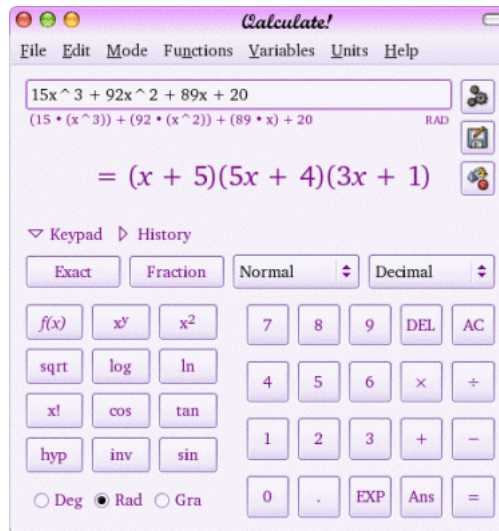 Qalculate!
File Edit Mode Functions Variables Units Help
15x^3 + 92x^2 + 89x + 20
(15 • (x^3)) + (92 • (x^2)) + (89 • x) + 20 RAD
= (x + 5)(5x + 4)(3x + 1)
Keypad History
Exact Fraction Normal Decimal
f(x) xʸ x² 7 8 9 DEL AC
sqrt log ln 4 5 6 × ÷
x! cos tan 1 2 3 + −
hyp inv sin 0 . EXP Ans =
Deg Rad Gra